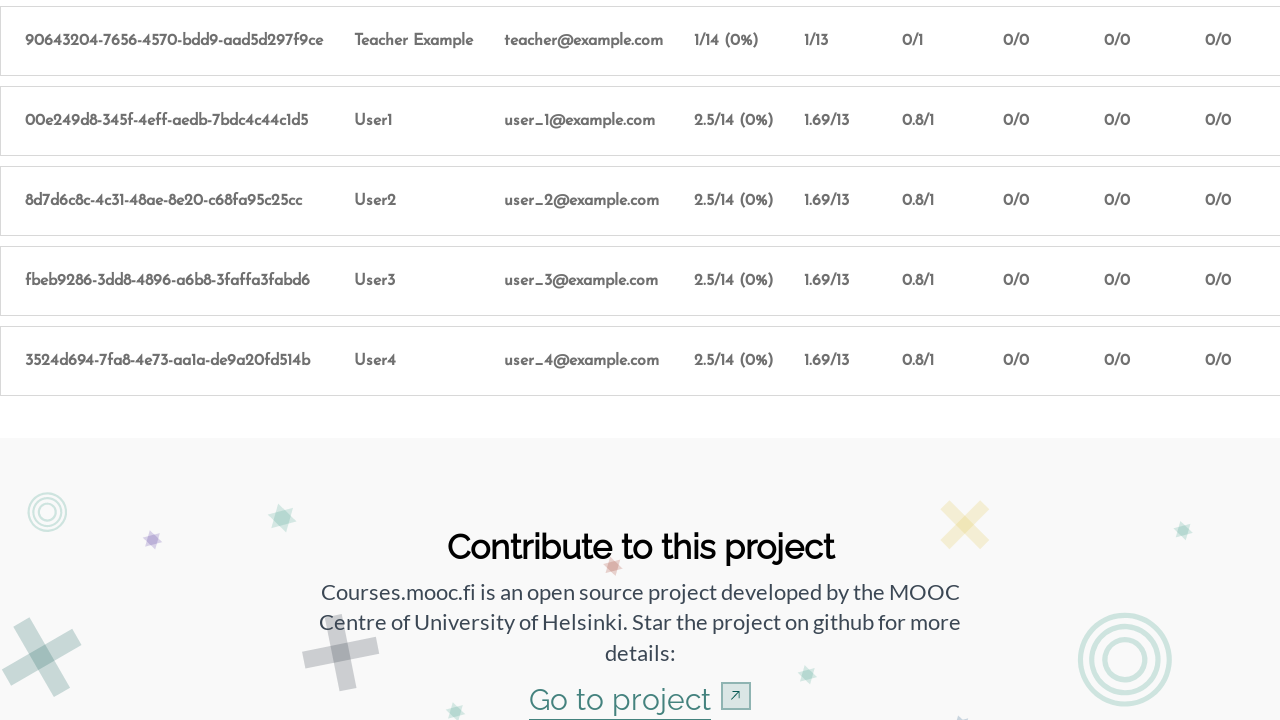 90643204-7656-4570-bdd9-aad5d297f9ce Teacher Example teacher@example.com 1/14 (0%) 1/13 0/1 0/0 0/0 0/0
00e249d8-345f-4eff-aedb-7bdc4c44c1d5 User1 user_1@example.com 2.5/14 (0%) 1.69/13 0.8/1 0/0 0/0 0/0
8d7d6c8c-4c31-48ae-8e20-c68fa95c25cc User2 user_2@example.com 2.5/14 (0%) 1.69/13 0.8/1 0/0 0/0 0/0
fbeb9286-3dd8-4896-a6b8-3faffa3fabd6 User3 user_3@example.com 2.5/14 (0%) 1.69/13 0.8/1 0/0 0/0 0/0
3524d694-7fa8-4e73-aa1a-de9a20fd514b User4 user_4@example.com 2.5/14 (0%) 1.69/13 0.8/1 0/0 0/0 0/0
Contribute to this project
Courses.mooc.fi is an open source project developed by the MOOC
Centre of University of Helsinki. Star the project on github for more
details:
Go to project